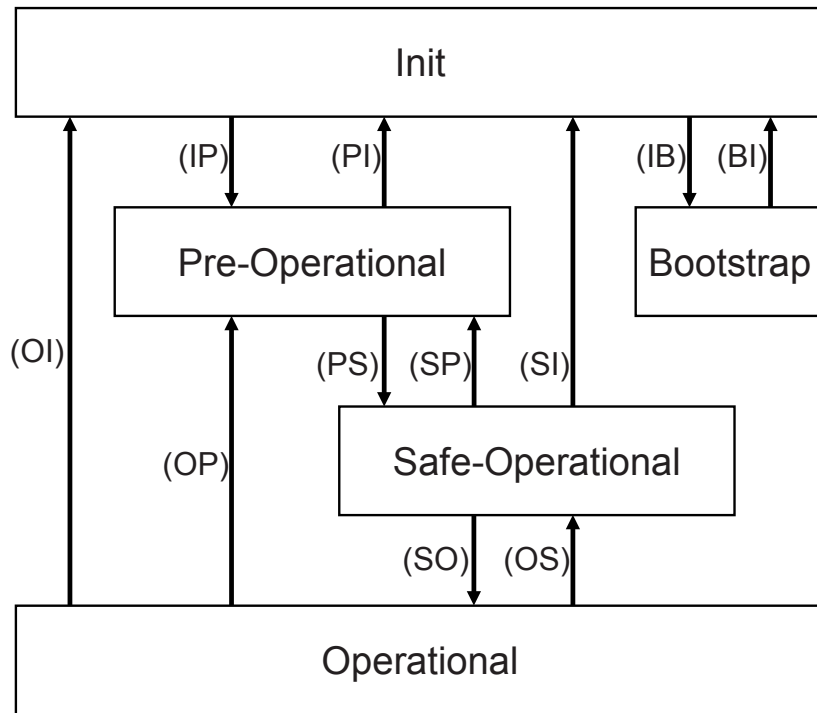 Init
(IP)
(PI)
(IB)
(BI)
Pre-Operational
Bootstrap
(OI)
(PS)
(SP)
(SI)
(OP)
Safe-Operational
(SO)
(OS)
Operational